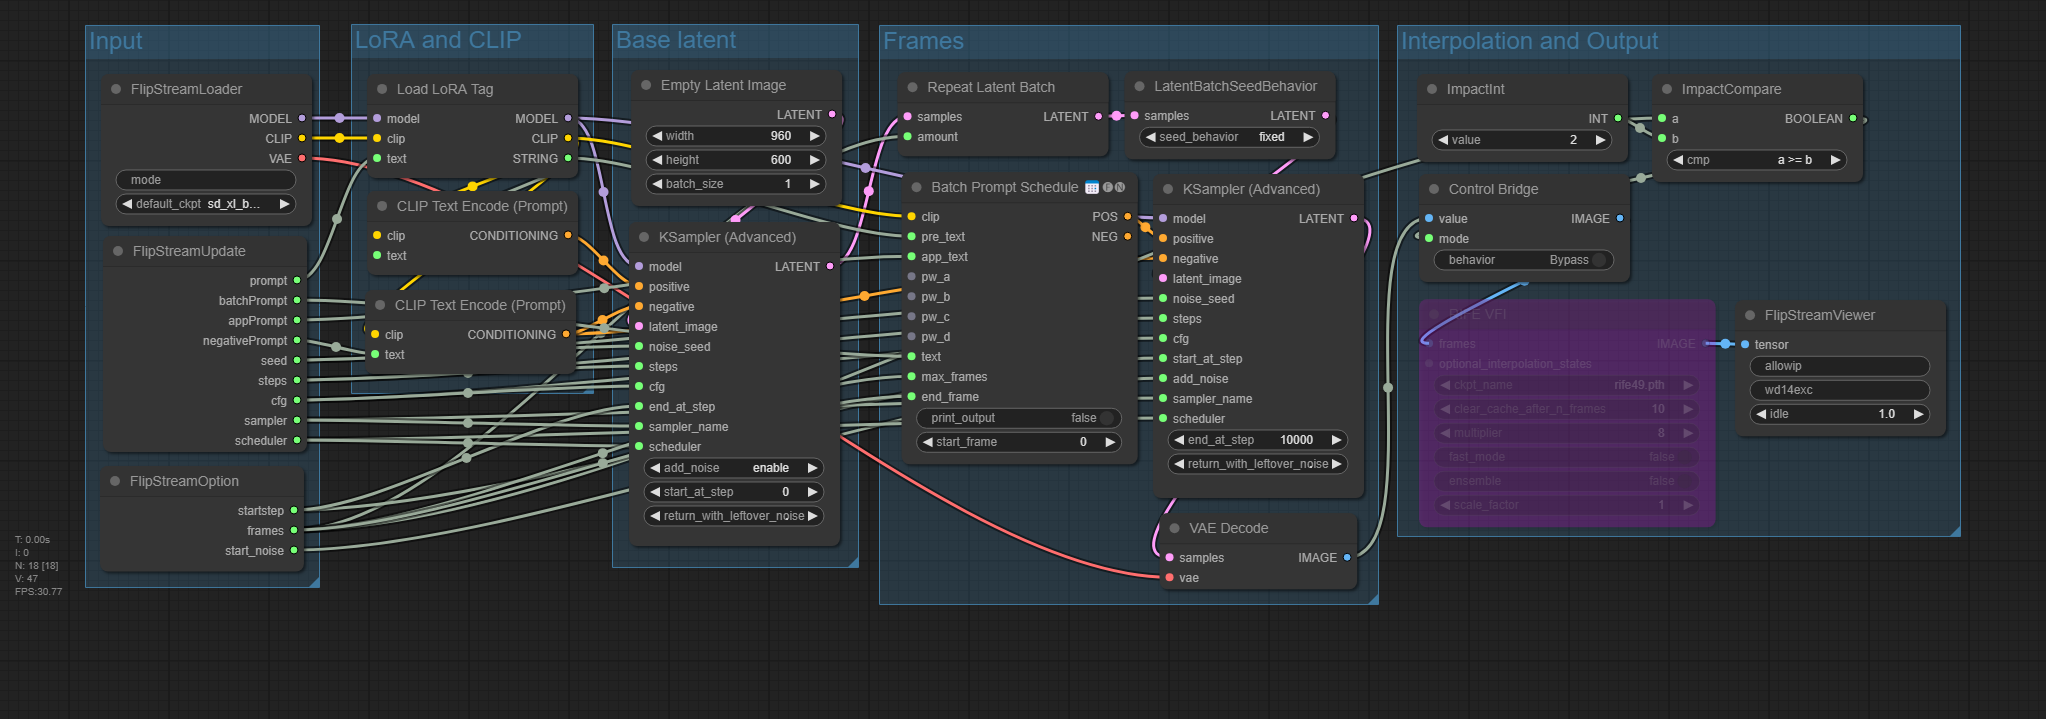 Input
FlipStreamLoader
MODEL
CLIP
VAE
mode
default_ckpt sd_xl_b...
FlipStreamUpdate
prompt
batchPrompt
appPrompt
negativePrompt
seed
steps
cfg
sampler
scheduler
FlipStreamOption
startstep
frames
start_noise
T: 0.00s
I: 0
N: 18 [18]
V: 47
FPS:30.77
LoRA and CLIP
Load LoRA Tag
model MODEL
clip CLIP
text STRING
CLIP Text Encode (Prompt)
clip CONDITIONING
text
CLIP Text Encode (Prompt)
clip CONDITIONING
text
Base latent
Empty Latent Image
LATENT
width 960
height 600
batch_size 1
KSampler (Advanced)
model LATENT
positive
negative
latent_image
noise_seed
steps
cfg
end_at_step
sampler_name
scheduler
add_noise enable
start_at_step 0
return_with_leftover_noise
Frames
Repeat Latent Batch
samples LATENT
amount
LatentBatchSeedBehavior
samples LATENT
seed_behavior fixed
Batch Prompt Schedule 📅🅕🅝
clip POS
pre_text NEG
app_text
pw_a
pw_b
pw_c
pw_d
text
max_frames
end_frame
print_output false
start_frame 0
KSampler (Advanced)
model LATENT
positive
negative
latent_image
noise_seed
steps
cfg
start_at_step
add_noise
sampler_name
scheduler
end_at_step 10000
return_with_leftover_noise
VAE Decode
samples IMAGE
vae
Interpolation and Output
ImpactInt
INT
value 2
ImpactCompare
a BOOLEAN
b
cmp a >= b
Control Bridge
value IMAGE
mode
behavior Bypass
RIFE VFI
frames IMAGE
optional_interpolation_states
ckpt_name rife49.pth
clear_cache_after_n_frames 10
multiplier 8
fast_mode false
ensemble false
scale_factor 1
FlipStreamViewer
tensor
allowip
wd14exc
idle 1.0